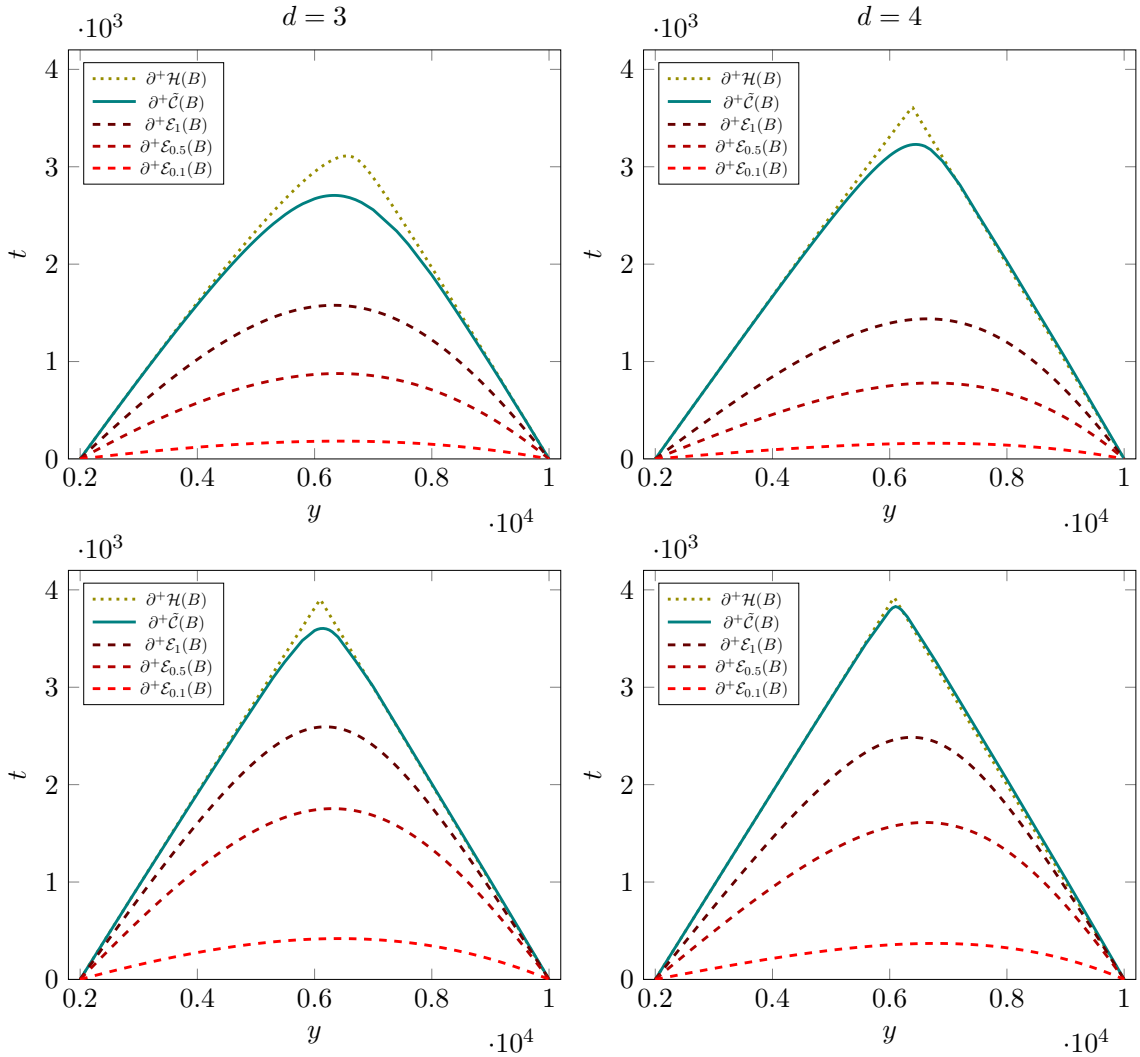 d = 3
·10³
4
3
2
1
0
t
∂⁺ℋ(B)
∂⁺𝒞̃(B)
∂⁺ℰ₁(B)
∂⁺ℰ₀.₅(B)
∂⁺ℰ₀.₁(B)
0.2 0.4 0.6 0.8 1
y
·10⁴
d = 4
·10³
4
3
2
1
0
t
∂⁺ℋ(B)
∂⁺𝒞̃(B)
∂⁺ℰ₁(B)
∂⁺ℰ₀.₅(B)
∂⁺ℰ₀.₁(B)
0.2 0.4 0.6 0.8 1
y
·10⁴
·10³
4
3
2
1
0
t
∂⁺ℋ(B)
∂⁺𝒞̃(B)
∂⁺ℰ₁(B)
∂⁺ℰ₀.₅(B)
∂⁺ℰ₀.₁(B)
0.2 0.4 0.6 0.8 1
y
·10⁴
·10³
4
3
2
1
0
t
∂⁺ℋ(B)
∂⁺𝒞̃(B)
∂⁺ℰ₁(B)
∂⁺ℰ₀.₅(B)
∂⁺ℰ₀.₁(B)
0.2 0.4 0.6 0.8 1
y
·10⁴